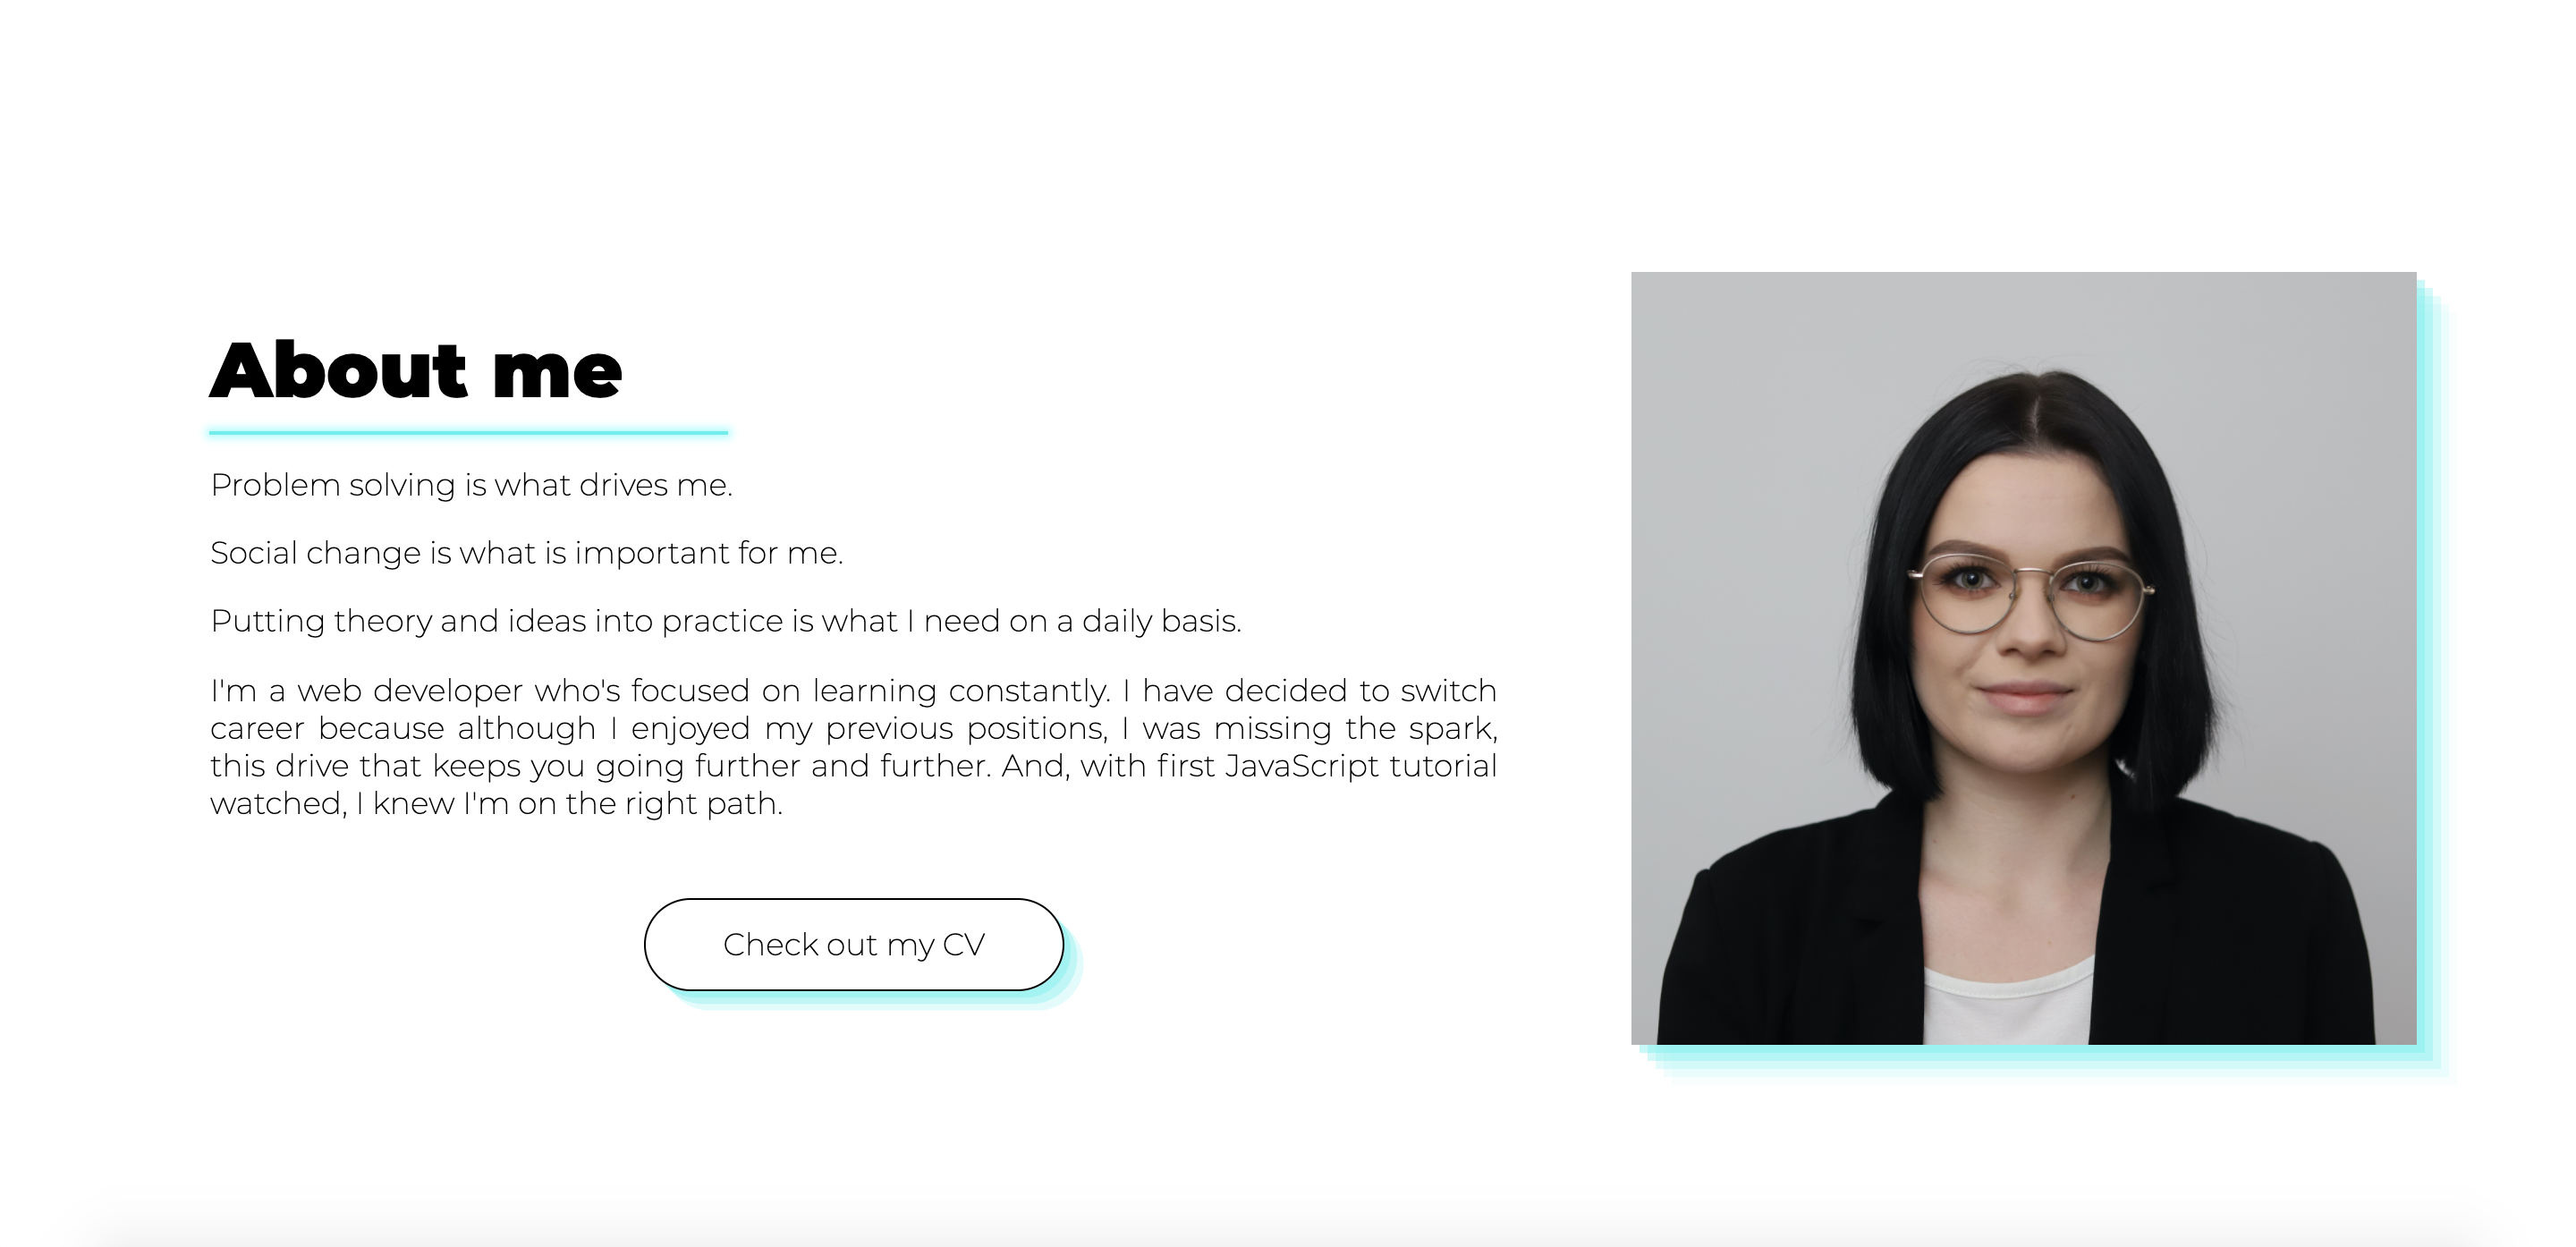 About me
Problem solving is what drives me.
Social change is what is important for me.
Putting theory and ideas into practice is what I need on a daily basis.
I'm a web developer who's focused on learning constantly. I have decided to switch
career because although I enjoyed my previous positions, I was missing the spark,
this drive that keeps you going further and further. And, with first JavaScript tutorial
watched, I knew I'm on the right path.
Check out my CV